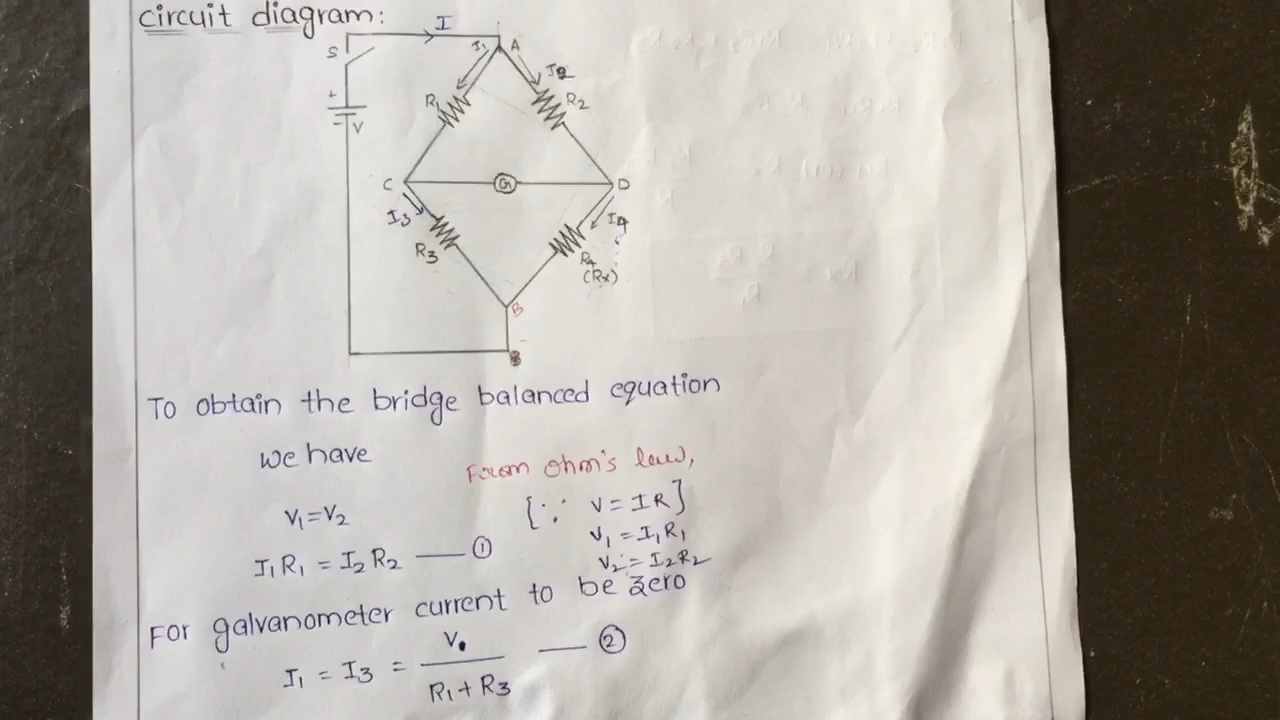 circuit diagram:
I
S
I1
A
I2
+
R1
R2
V
C
G
D
I3
I4
R3
R4
(Rx)
B
B
To obtain the bridge balanced equation
we have
From ohm's law,
V1=V2
[∵ V=IR]
V1=I1R1
I1R1 = I2R2 —— ①
V2=I2R2
For galvanometer current to be zero
I1 = I3 = V / R1+R3 —— ②